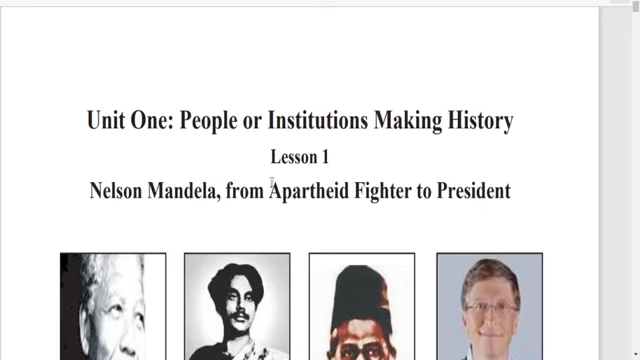 Unit One: People or Institutions Making History
Lesson 1
Nelson Mandela, from Apartheid Fighter to President